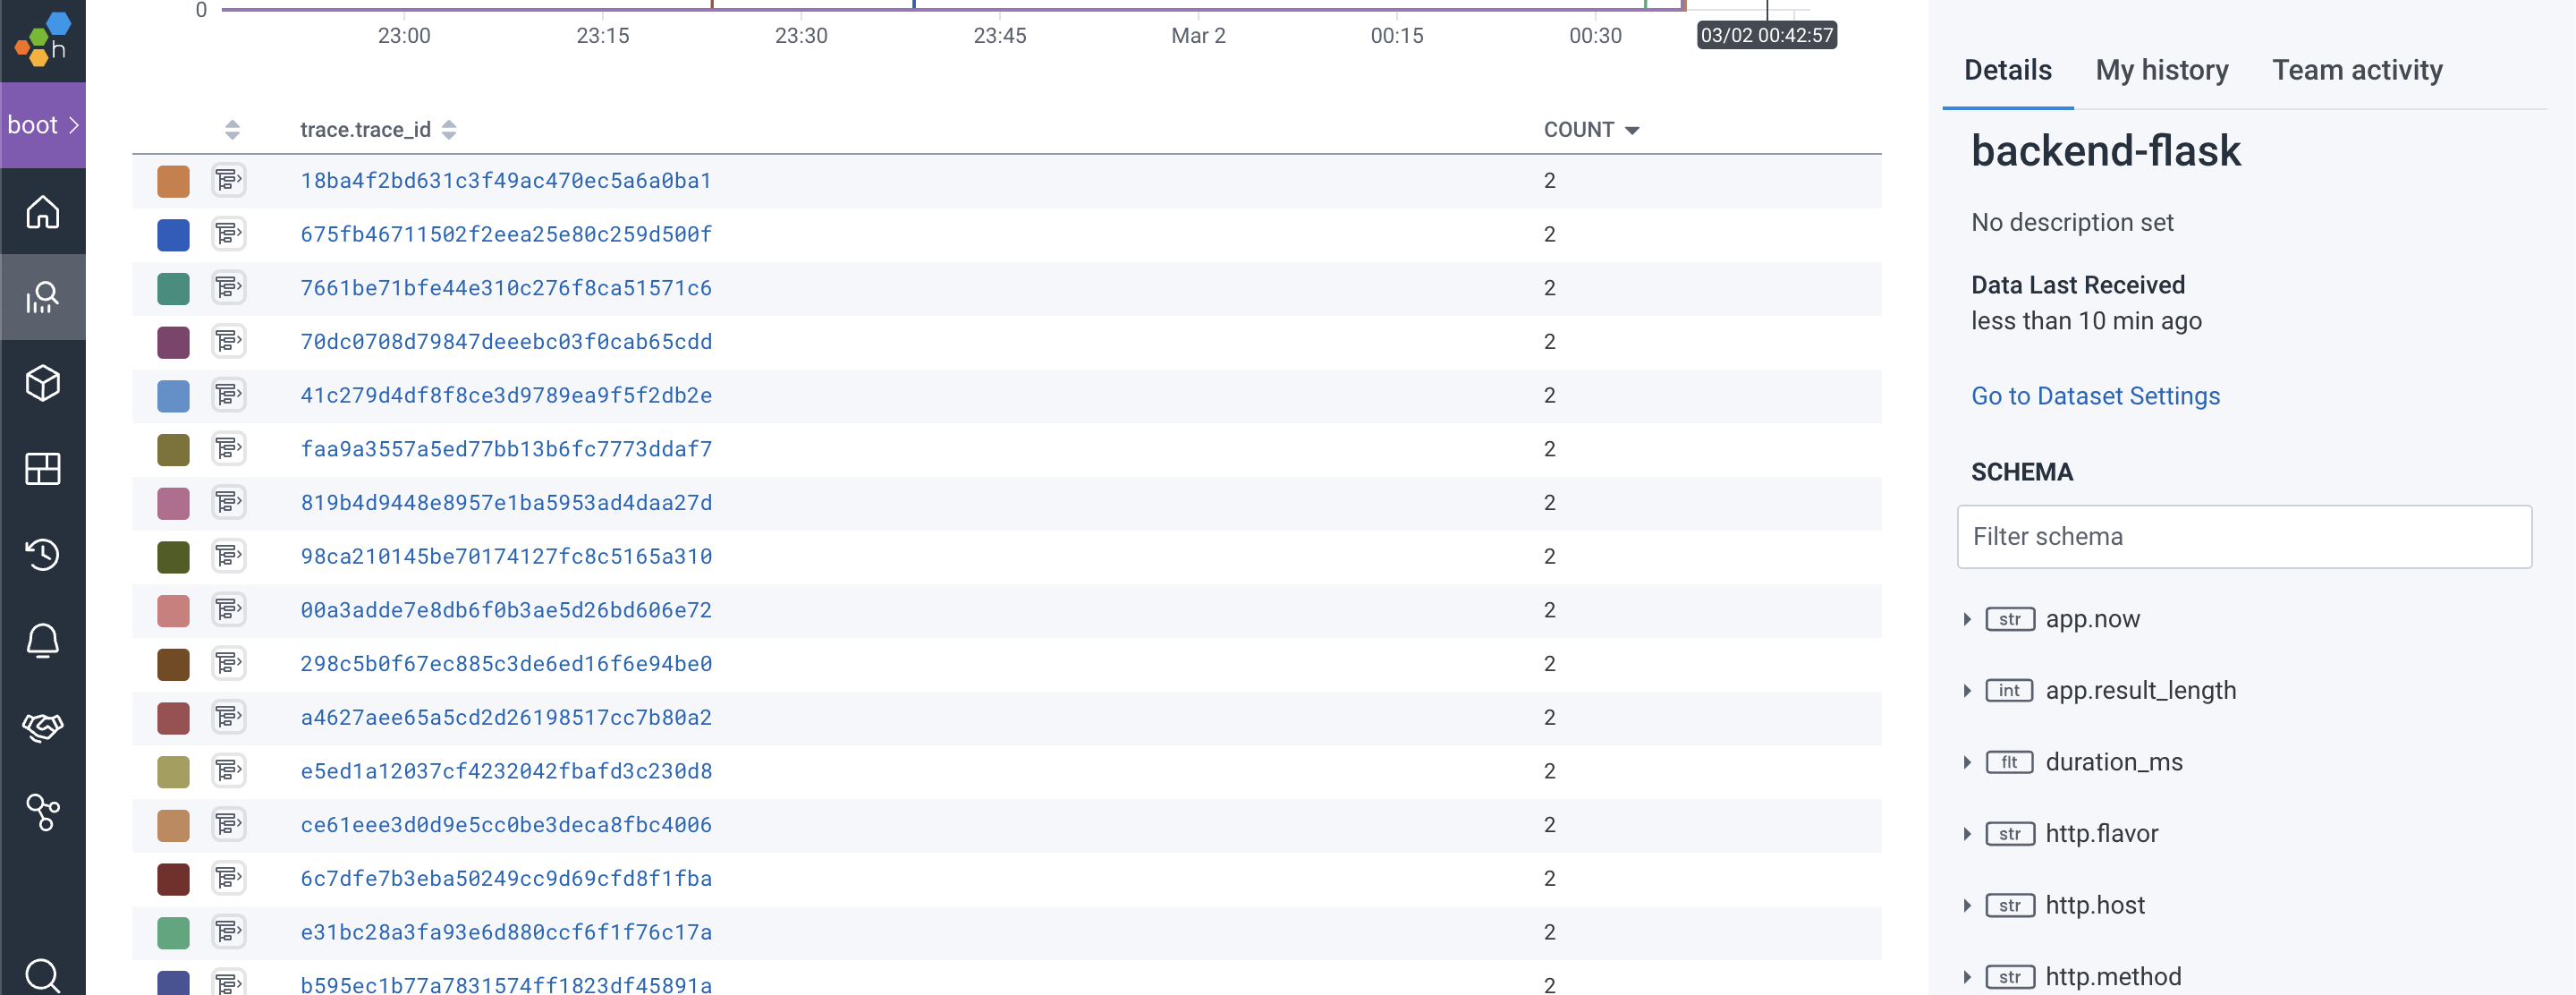 h
boot >
0
23:00 23:15 23:30 23:45 Mar 2 00:15 00:30 03/02 00:42:57
trace.trace_id COUNT
18ba4f2bd631c3f49ac470ec5a6a0ba1 2
675fb46711502f2eea25e80c259d500f 2
7661be71bfe44e310c276f8ca51571c6 2
70dc0708d79847deeebc03f0cab65cdd 2
41c279d4df8f8ce3d9789ea9f5f2db2e 2
faa9a3557a5ed77bb13b6fc7773ddaf7 2
819b4d9448e8957e1ba5953ad4daa27d 2
98ca210145be70174127fc8c5165a310 2
00a3adde7e8db6f0b3ae5d26bd606e72 2
298c5b0f67ec885c3de6ed16f6e94be0 2
a4627aee65a5cd2d26198517cc7b80a2 2
e5ed1a12037cf4232042fbafd3c230d8 2
ce61eee3d0d9e5cc0be3deca8fbc4006 2
6c7dfe7b3eba50249cc9d69cfd8f1fba 2
e31bc28a3fa93e6d880ccf6f1f76c17a 2
b595ec1b77a7831574ff1823df45891a 2
Details My history Team activity
backend-flask
No description set
Data Last Received
less than 10 min ago
Go to Dataset Settings
SCHEMA
Filter schema
str app.now
int app.result_length
flt duration_ms
str http.flavor
str http.host
str http.method